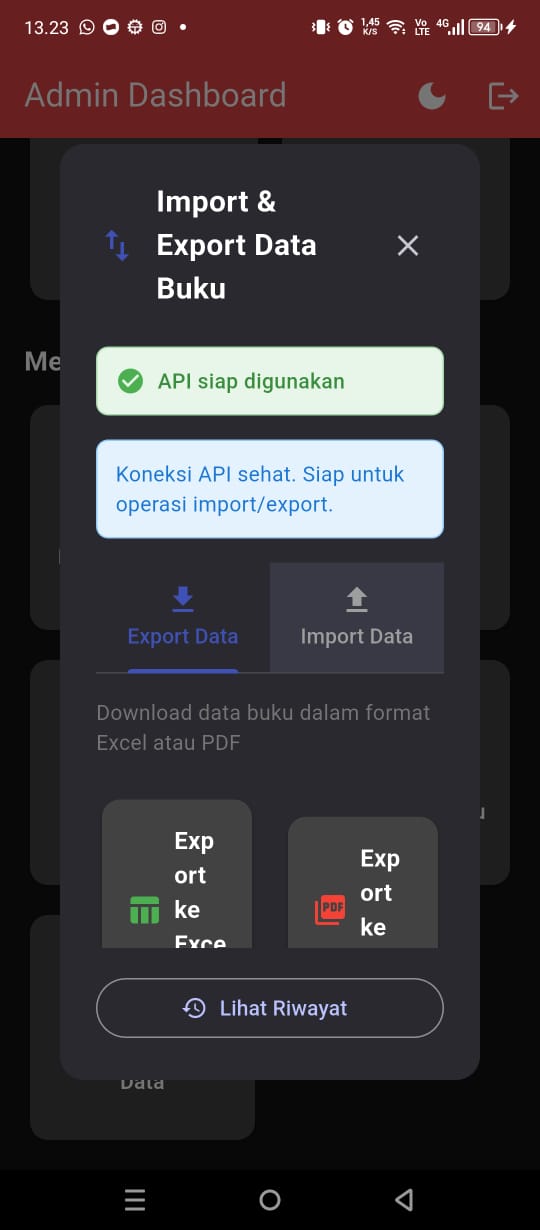 13.23
1,45
K/S
Vo
LTE
4G
94
Admin Dashboard
Import &
Export Data
Buku
Me
API siap digunakan
Koneksi API sehat. Siap untuk
operasi import/export.
Export Data
Import Data
Download data buku dalam format
Excel atau PDF
Exp
ort
ke
Exce
PDF
Exp
ort
ke
Lihat Riwayat
Data